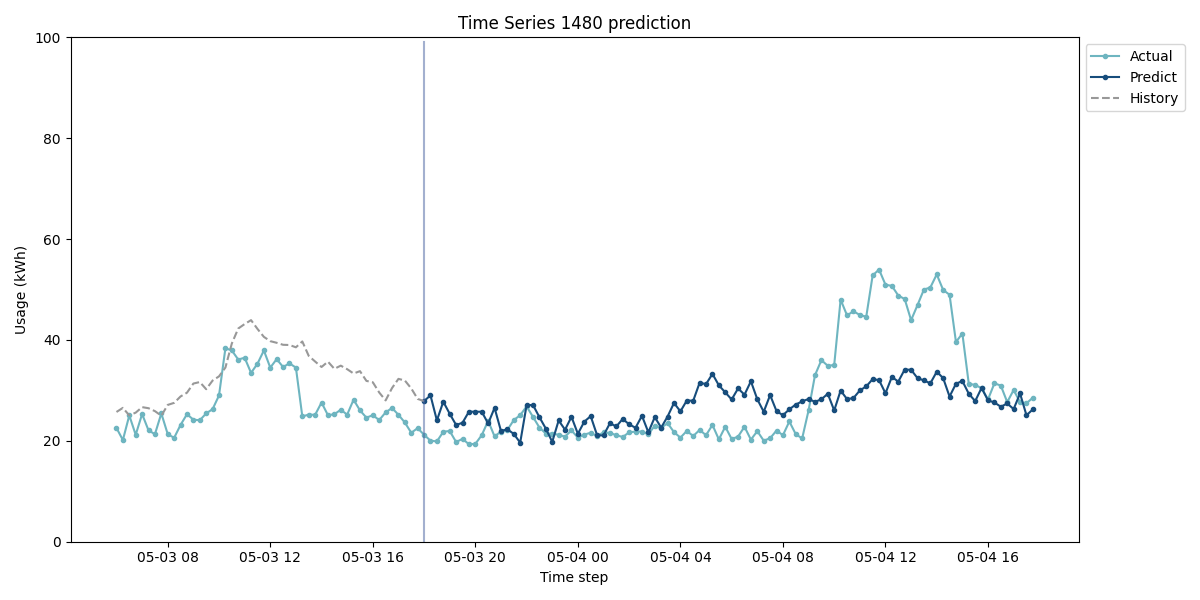 Time Series 1480 prediction
100
80
60
40
20
0
Usage (kWh)
05-03 08
05-03 12
05-03 16
05-03 20
05-04 00
05-04 04
05-04 08
05-04 12
05-04 16
Time step
Actual
Predict
History